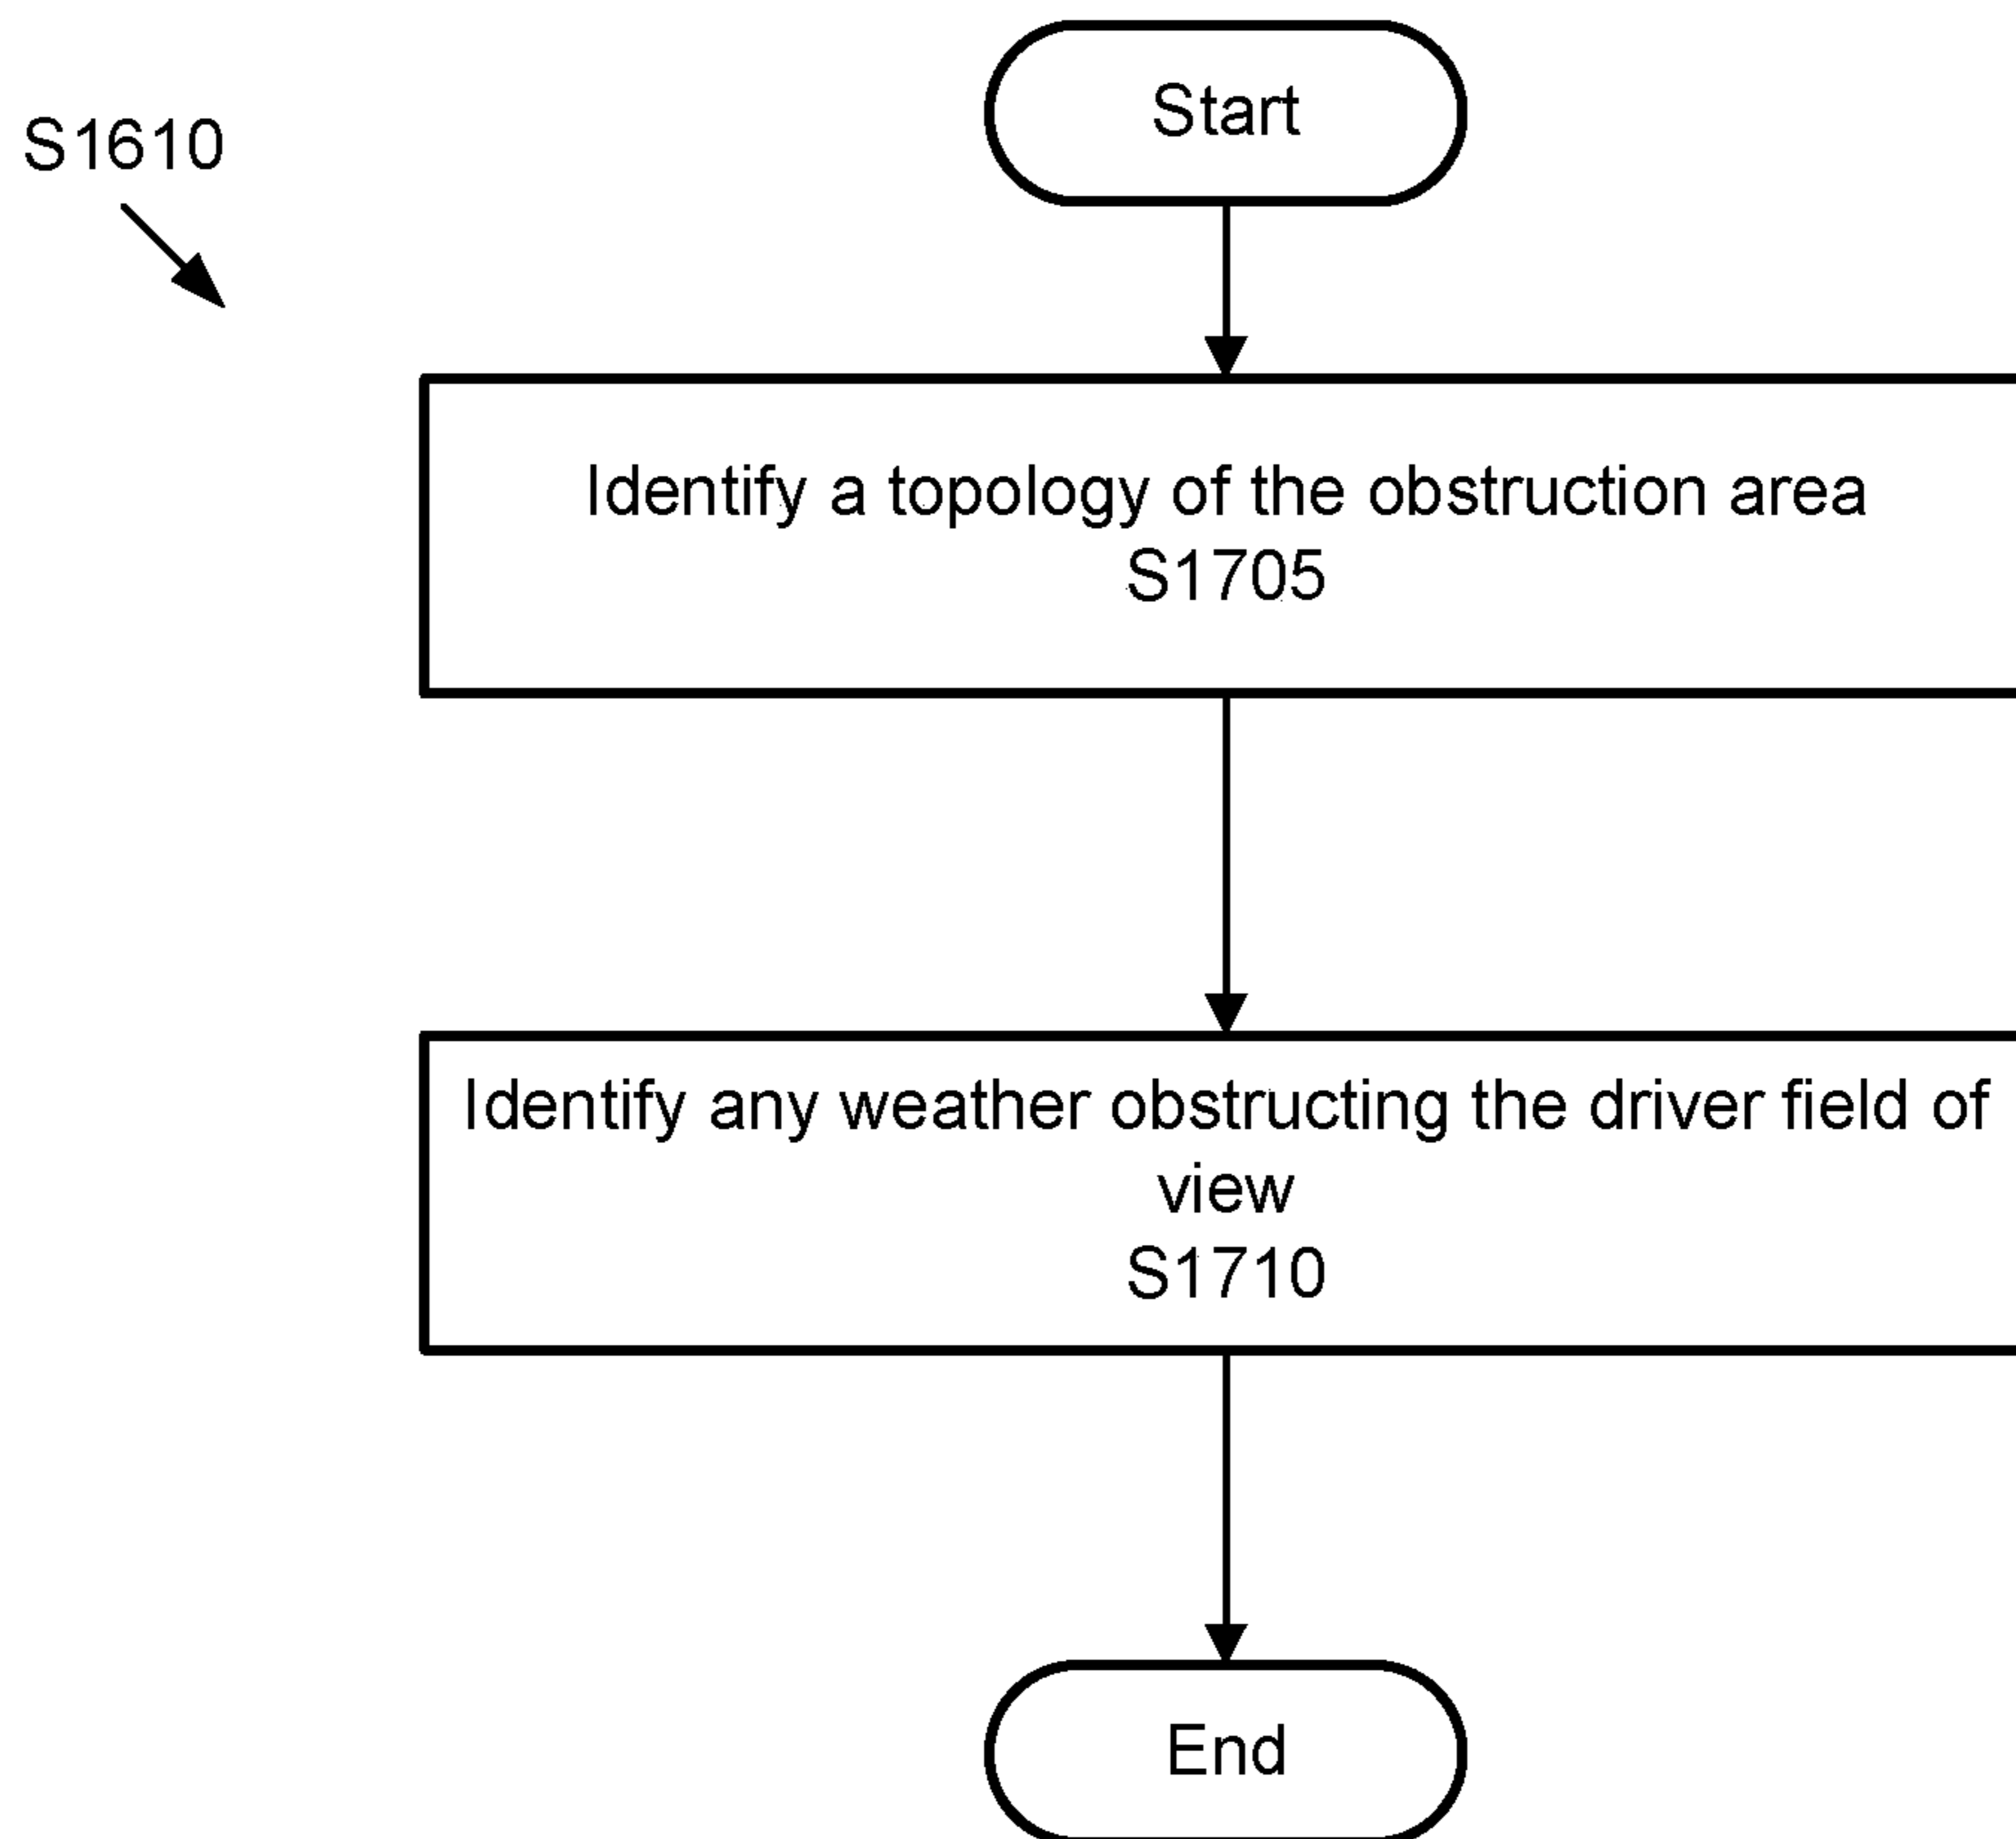 S1610
Start
Identify a topology of the obstruction area
S1705
Identify any weather obstructing the driver field of
view
S1710
End